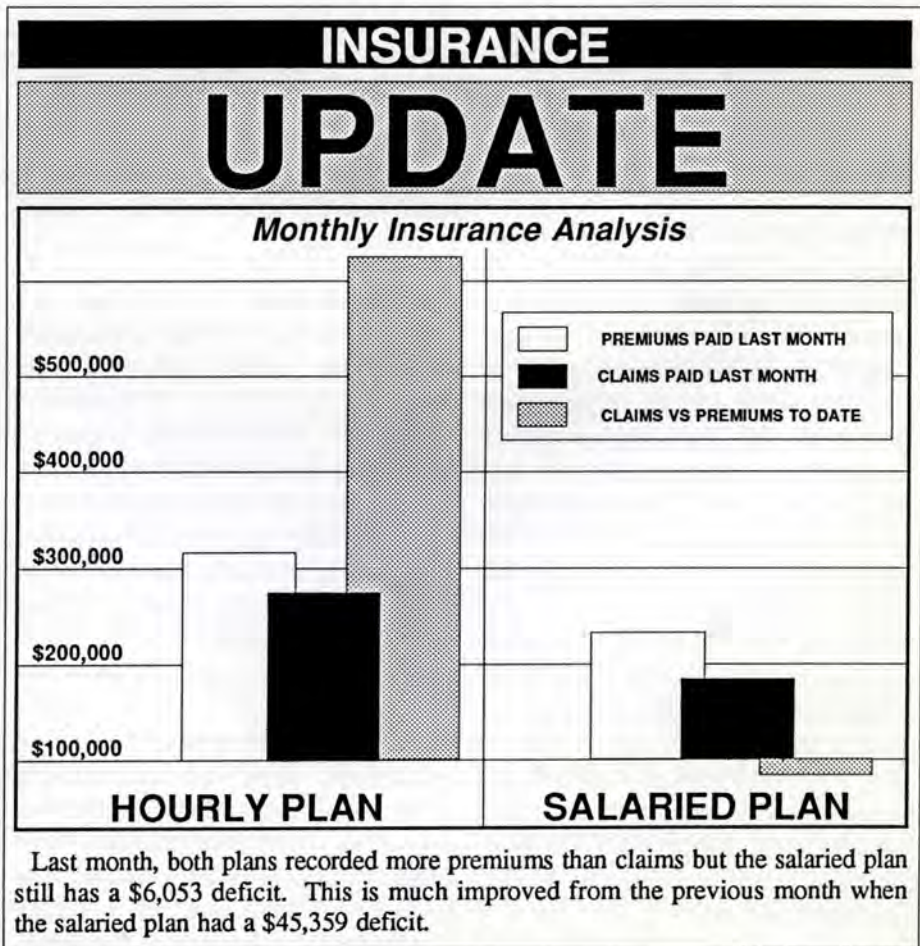 INSURANCE
UPDATE
Monthly Insurance Analysis
PREMIUMS PAID LAST MONTH
CLAIMS PAID LAST MONTH
CLAIMS VS PREMIUMS TO DATE
$500,000
$400,000
$300,000
$200,000
$100,000
HOURLY PLAN
SALARIED PLAN
Last month, both plans recorded more premiums than claims but the salaried plan
still has a $6,053 deficit. This is much improved from the previous month when
the salaried plan had a $45,359 deficit.